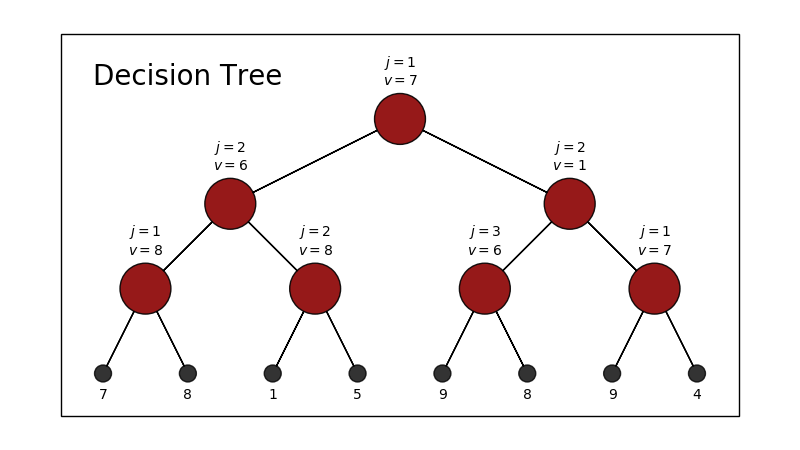 Decision Tree
j = 1
v = 7
j = 2
v = 6
j = 2
v = 1
j = 1
v = 8
j = 2
v = 8
j = 3
v = 6
j = 1
v = 7
7 8 1 5 9 8 9 4